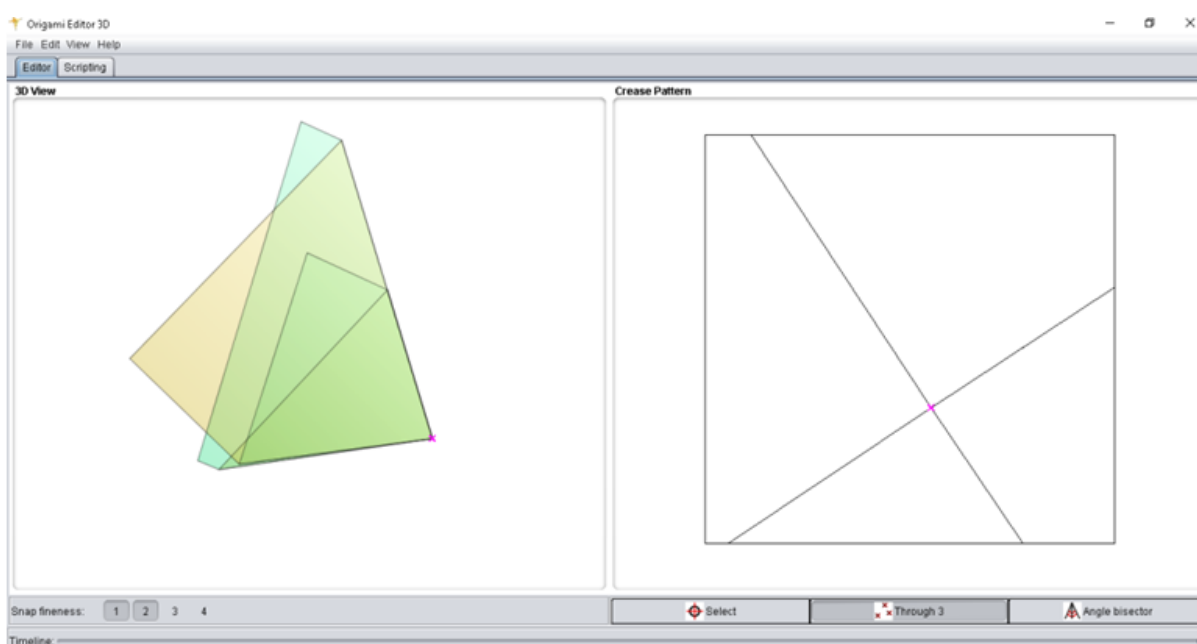 Origami Editor 3D
File Edit View Help
Editor Scripting
3D View
Crease Pattern
Snap fineness: 1 2 3 4
Select
Through 3
Angle bisector
Timeline: